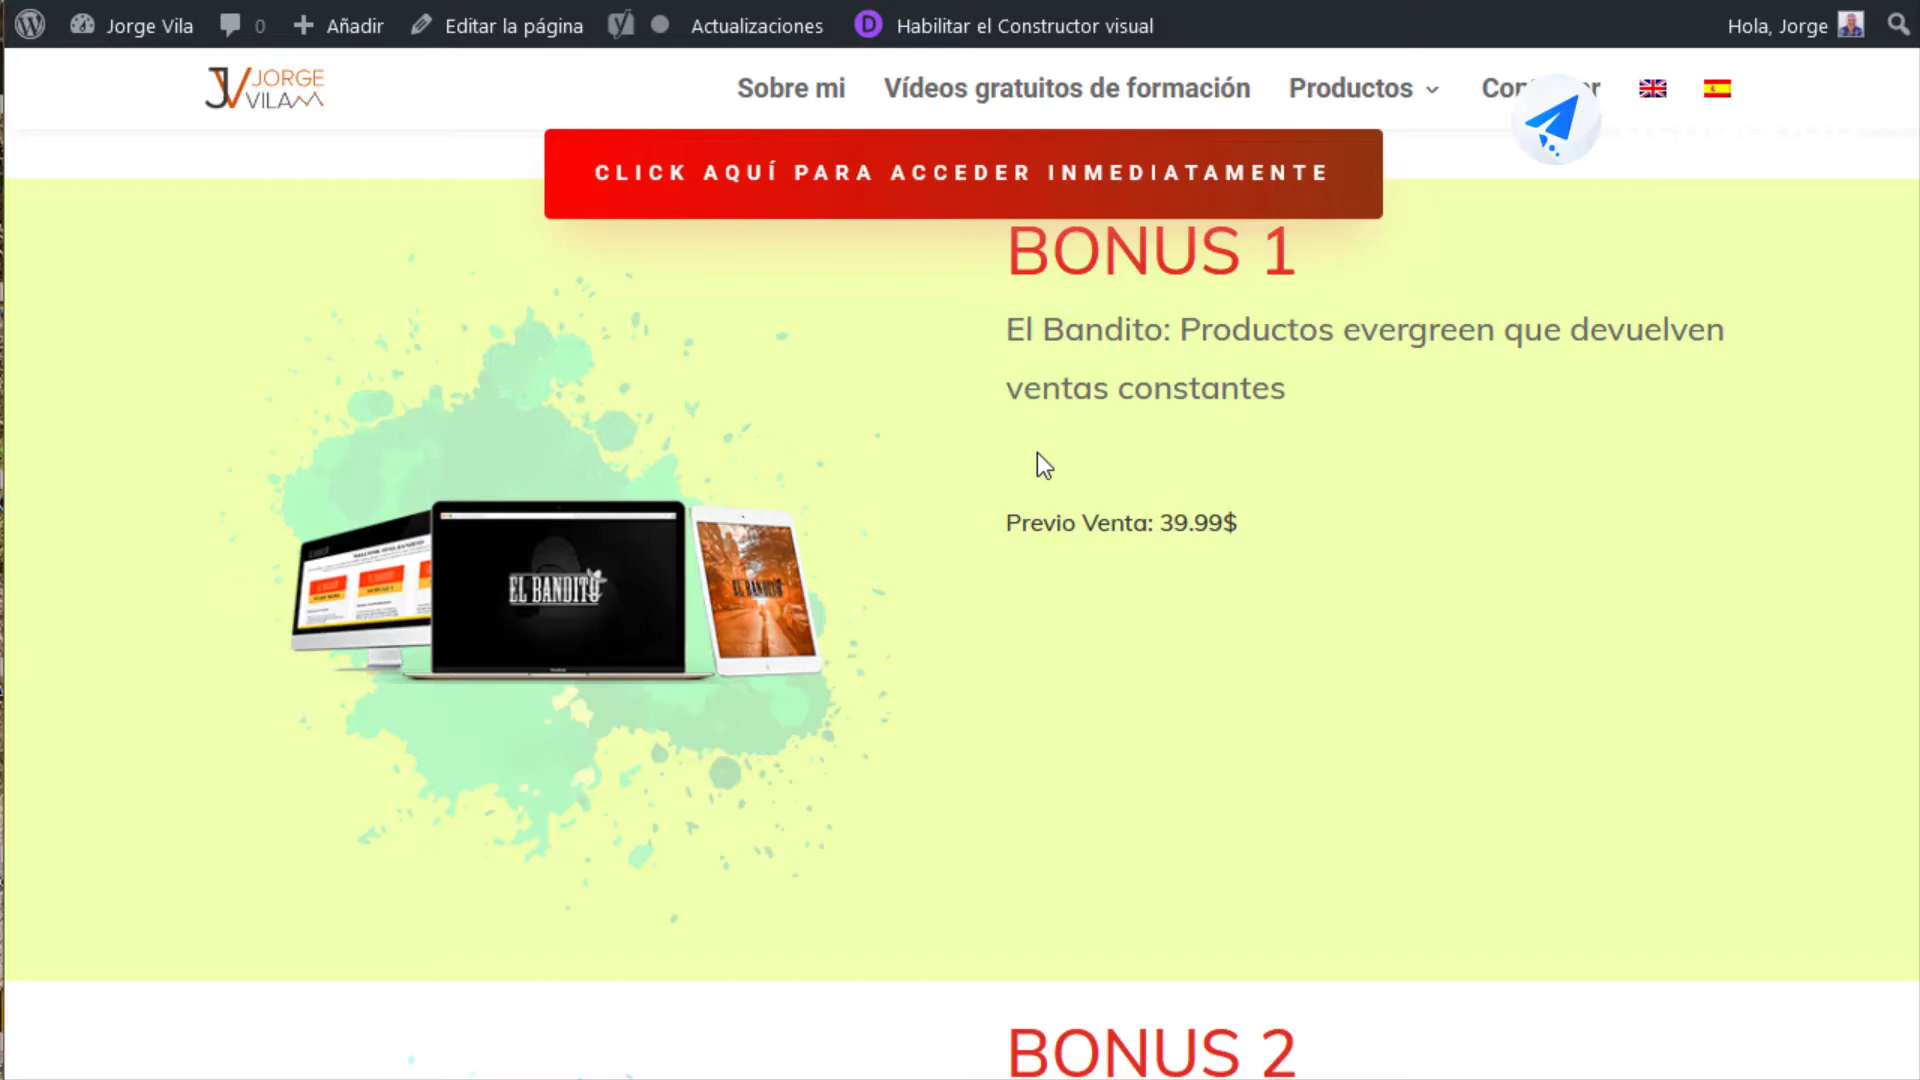 Jorge Vila
0
Añadir
Editar la página
Actualizaciones
Habilitar el Constructor visual
Hola, Jorge
JORGE
VILA
Sobre mi
Vídeos gratuitos de formación
Productos
CLICK AQUÍ PARA ACCEDER INMEDIATAMENTE
BONUS 1
El Bandito: Productos evergreen que devuelven
ventas constantes
Previo Venta: 39.99$
EL BANDITO
EL BANDITO
BONUS 2